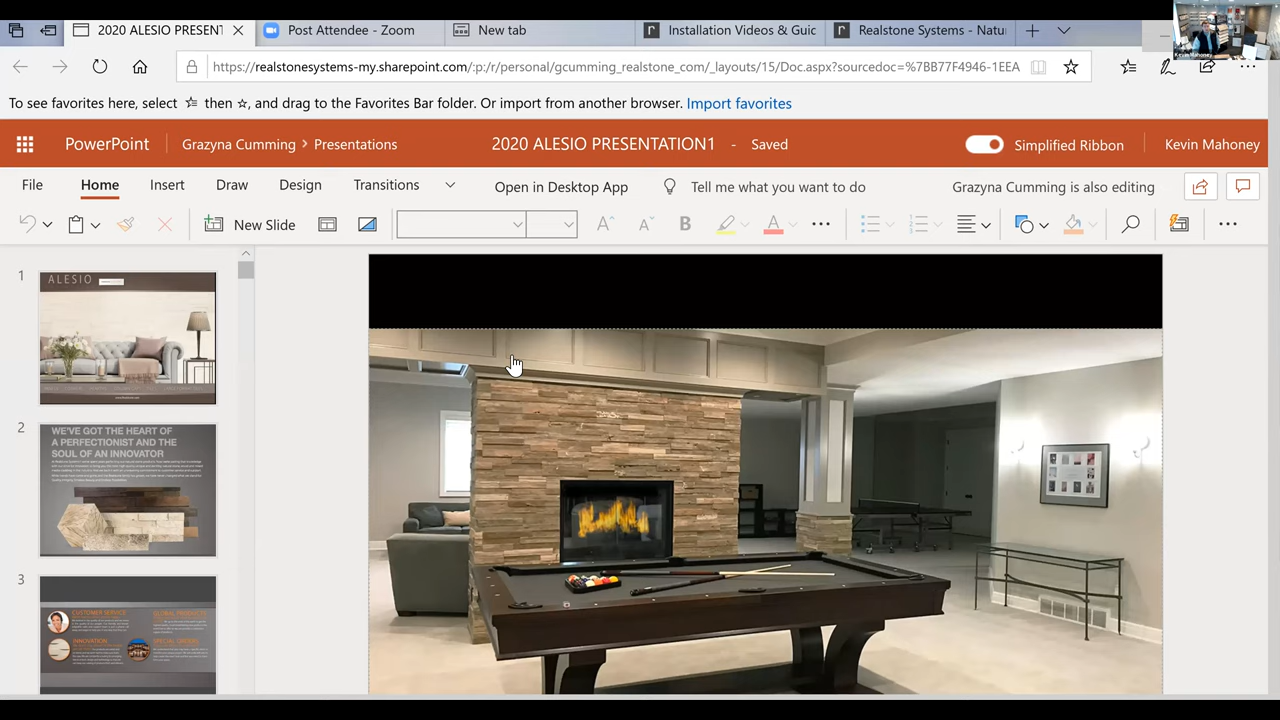 2020 ALESIO PRESENT
Post Attendee - Zoom
New tab
Installation Videos & Guic
Realstone Systems - Natu
Kevin Mahoney
https://realstonesystems-my.sharepoint.com/:p:/r/personal/gcumming_realstone_com/_layouts/15/Doc.aspx?sourcedoc=%7BB77F4946-1EEA
To see favorites here, select then , and drag to the Favorites Bar folder. Or import from another browser. Import favorites
PowerPoint Grazyna Cumming > Presentations 2020 ALESIO PRESENTATION1 - Saved Simplified Ribbon Kevin Mahoney
File Home Insert Draw Design Transitions Open in Desktop App Tell me what you want to do Grazyna Cumming is also editing
New Slide A A B A
1
ALESIO
2
WE'VE GOT THE HEART OF
A PERFECTIONIST AND THE
SOUL OF AN INNOVATOR
3
CUSTOMER SERVICE
GLOBAL PRODUCTS
INNOVATION
SPECIAL ORDERS